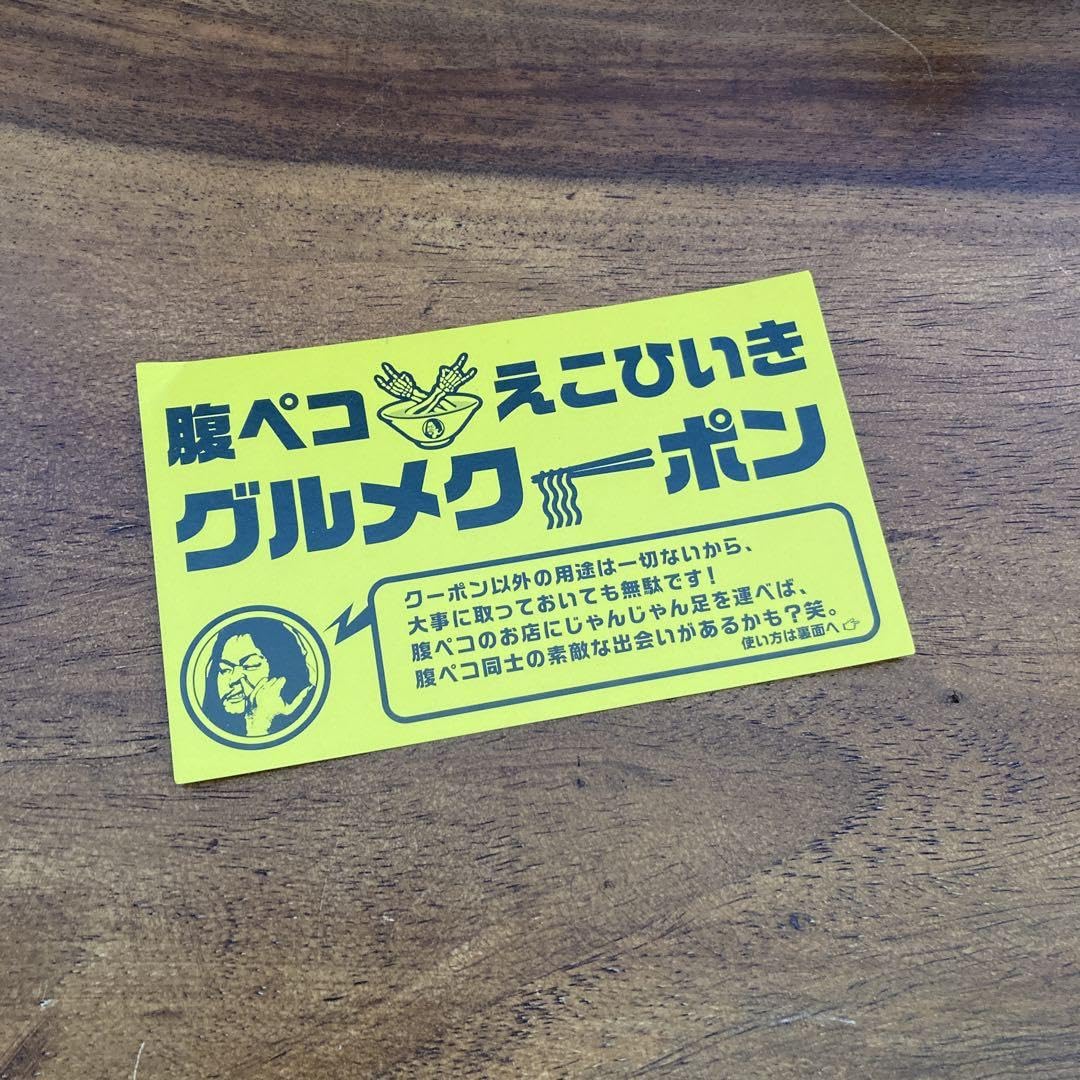 腹ペコ えこひいき
グルメクーポン
クーポン以外の用途は一切ないから、
大事に取っておいても無駄です！
腹ペコのお店にじゃんじゃん足を運べば、
腹ペコ同士の素敵な出会いがあるかも？笑。
使い方は裏面へ👉